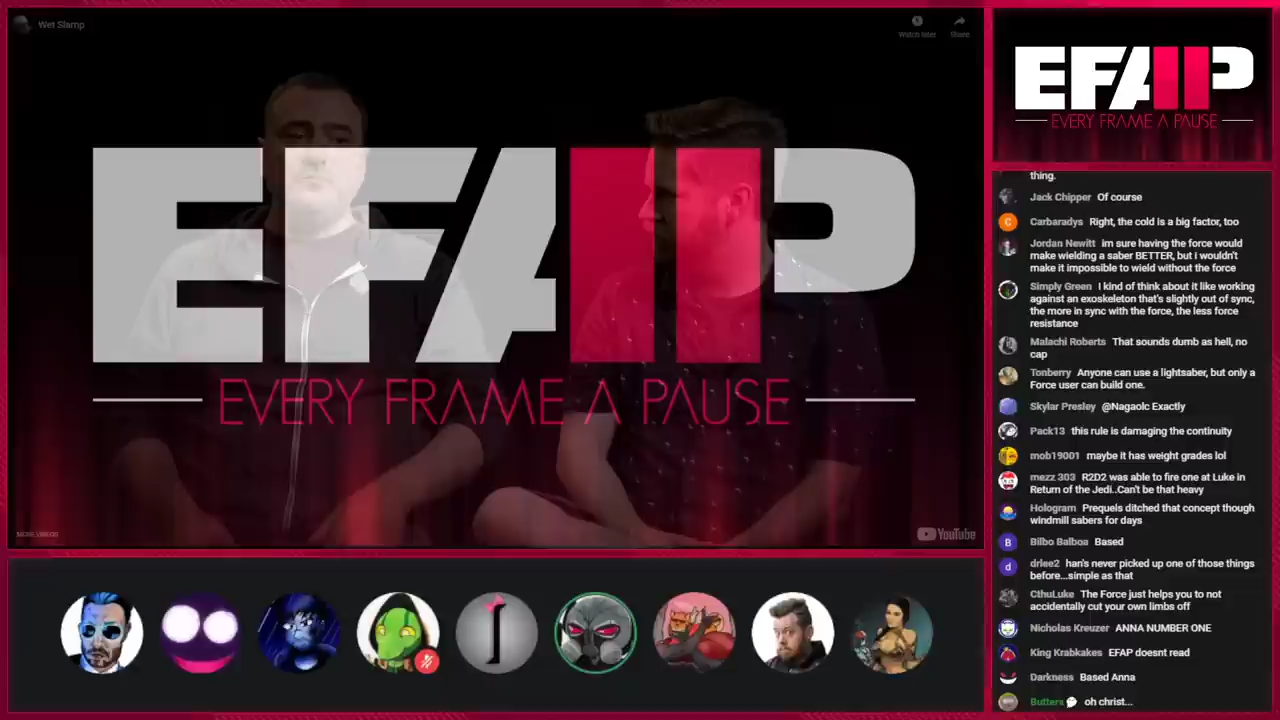 Wet Slamp
Watch later
Share
EFAP
EVERY FRAME A PAUSE
MORE VIDEOS
YouTube
EFAP
EVERY FRAME A PAUSE
thing.
Jack Chipper Of course
C
Carbaradys Right, the cold is a big factor, too
Jordan Newitt im sure having the force would
make wielding a saber BETTER, but i wouldn't
make it impossible to wield without the force
Simply Green I kind of think about it like working
against an exoskeleton that's slightly out of sync,
the more in sync with the force, the less force
resistance
Malachi Roberts That sounds dumb as hell, no
cap
Tonberry Anyone can use a lightsaber, but only a
Force user can build one.
Skylar Presley @Nagaolc Exactly
Pack13 this rule is damaging the continuity
mob19001 maybe it has weight grades lol
mezz 303 R2D2 was able to fire one at Luke in
Return of the Jedi..Can't be that heavy
Hologram Prequels ditched that concept though
windmill sabers for days
B
Bilbo Balboa Based
d
drlee2 han's never picked up one of those things
before...simple as that
CthuLuke The Force just helps you to not
accidentally cut your own limbs off
Nicholas Kreuzer ANNA NUMBER ONE
King Krabkakes EFAP doesnt read
Darkness Based Anna
Buttera oh christ...